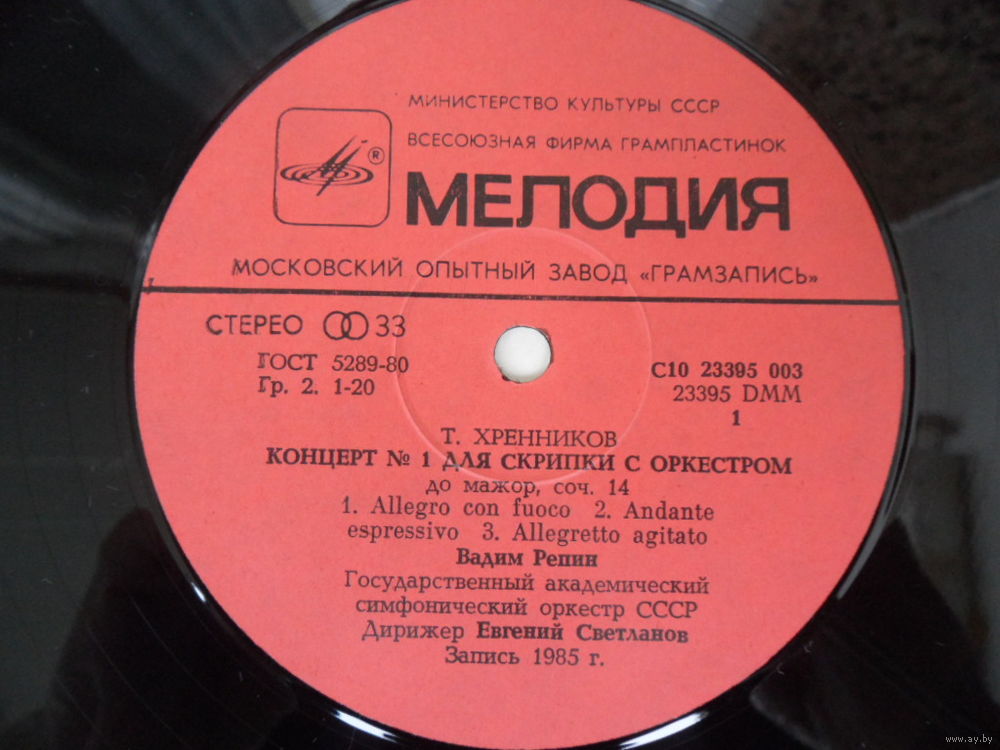 МИНИСТЕРСТВО КУЛЬТУРЫ СССР
ВСЕСОЮЗНАЯ ФИРМА ГРАМПЛАСТИНОК
®
МЕЛОДИЯ
МОСКОВСКИЙ ОПЫТНЫЙ ЗАВОД «ГРАМЗАПИСЬ»
СТЕРЕО 33
ГОСТ 5289-80
Гр. 2. 1-20
С10 23395 003
23395 DMM
1
Т. ХРЕННИКОВ
КОНЦЕРТ № 1 ДЛЯ СКРИПКИ С ОРКЕСТРОМ
до мажор, соч. 14
1. Allegro con fuoco 2. Andante
espressivo 3. Allegretto agitato
Вадим Репин
Государственный академический
симфонический оркестр СССР
Дирижер Евгений Светланов
Запись 1985 г.
www.ay.by